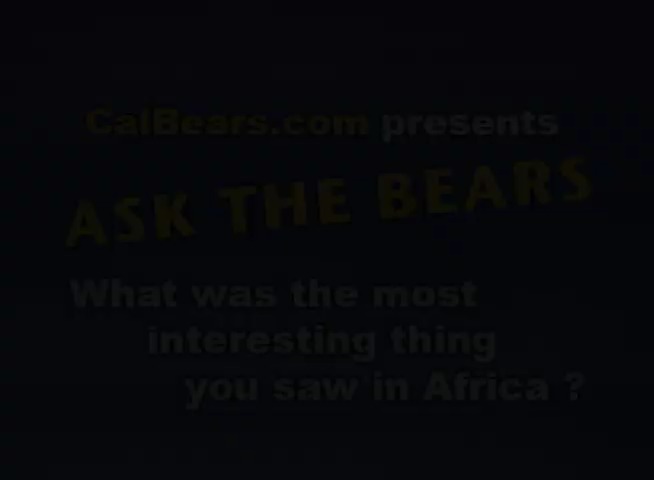 CalBears.com presents
ASK THE BEARS
What was the most
interesting thing
you saw in Africa ?